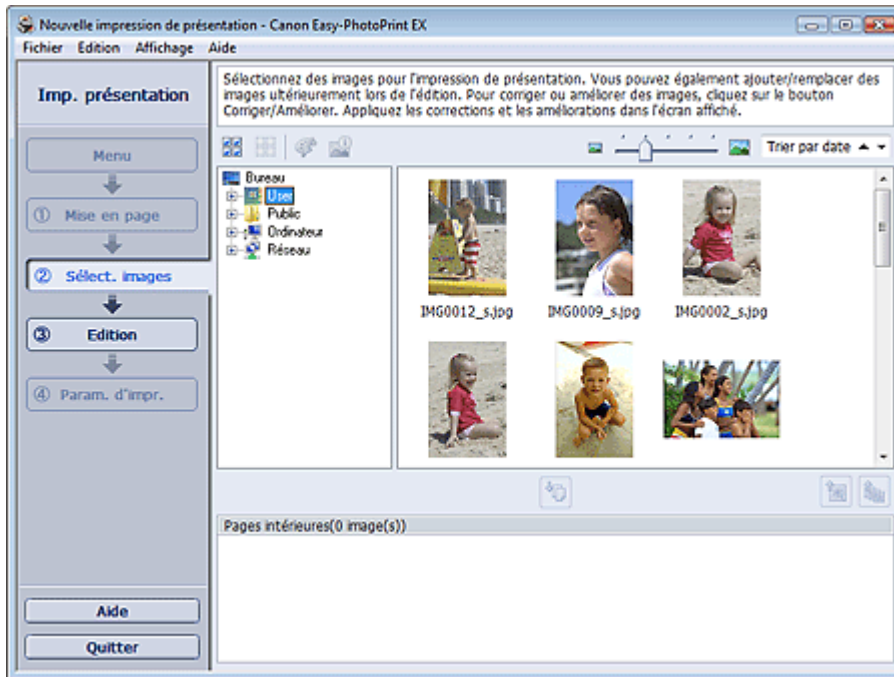 Nouvelle impression de présentation - Canon Easy-PhotoPrint EX
Fichier Edition Affichage Aide
Imp. présentation
Menu
① Mise en page
② Sélect. images
③ Edition
④ Param. d'impr.
Aide
Quitter
Sélectionnez des images pour l'impression de présentation. Vous pouvez également ajouter/remplacer des
images ultérieurement lors de l'édition. Pour corriger ou améliorer des images, cliquez sur le bouton
Corriger/Améliorer. Appliquez les corrections et les améliorations dans l'écran affiché.
Trier par date
Bureau
User
Public
Ordinateur
Réseau
IMG0012_s.jpg IMG0009_s.jpg IMG0002_s.jpg
Pages intérieures(0 image(s))